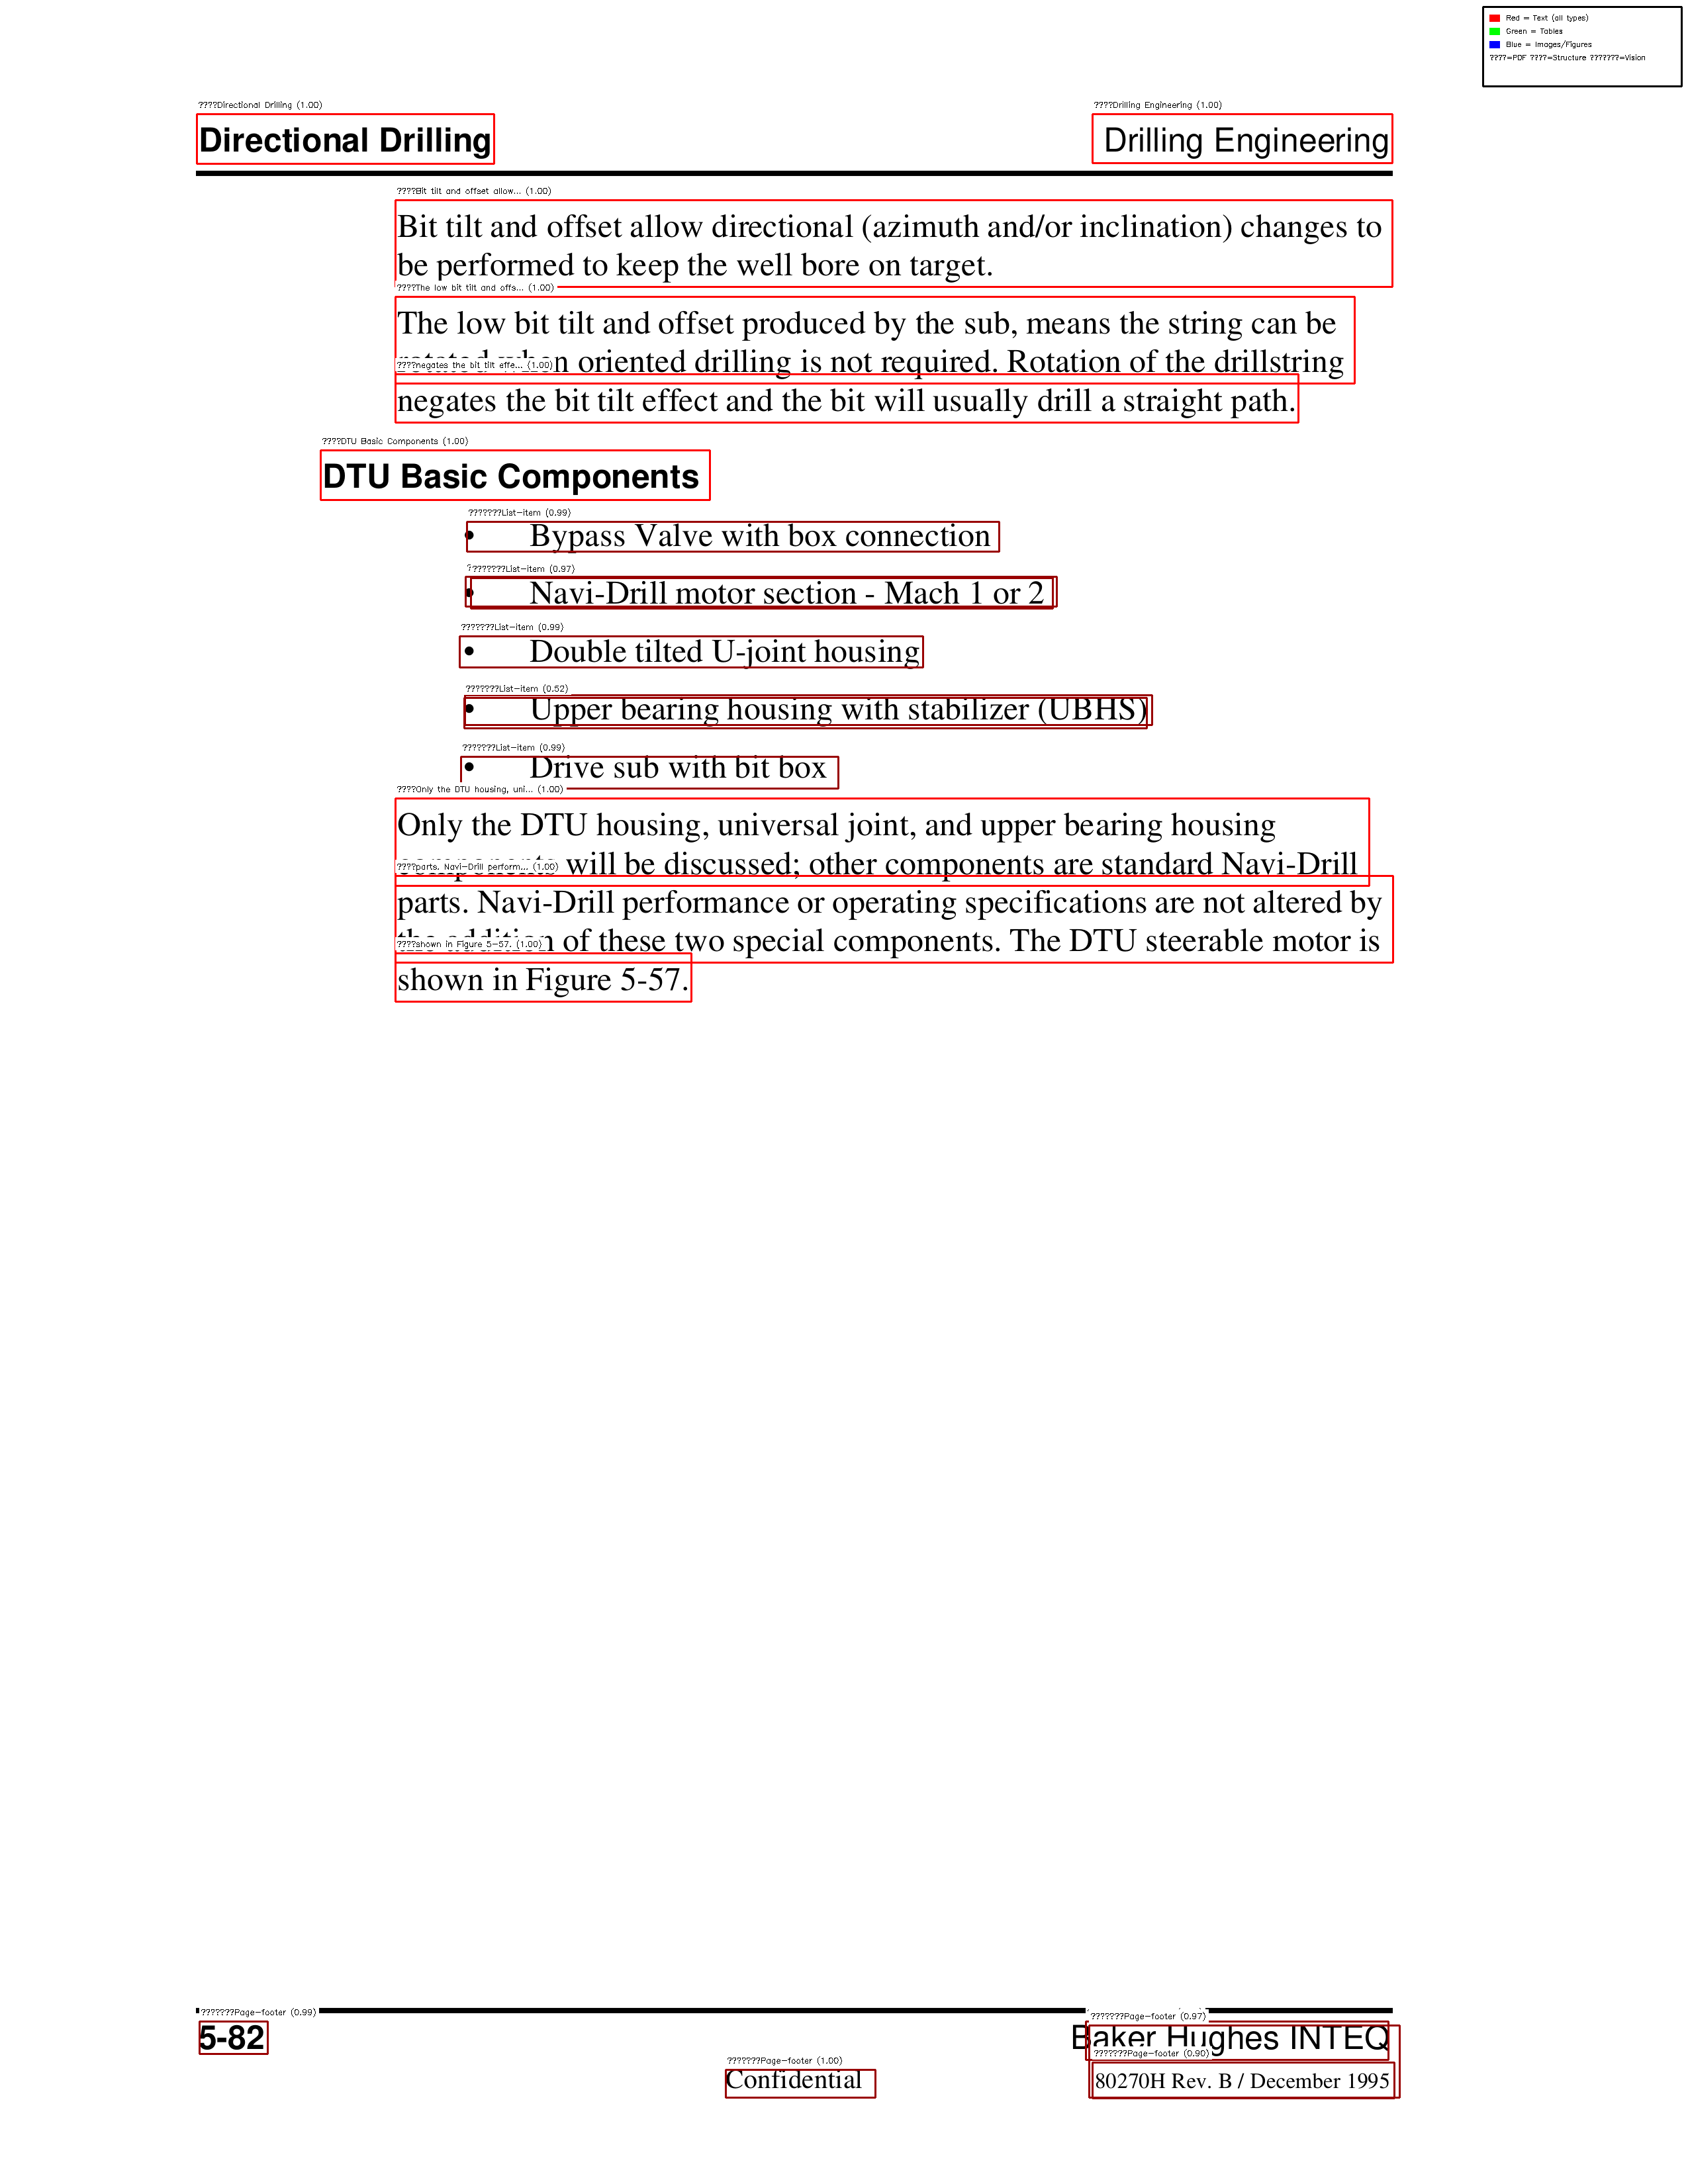 Red = Text (all types)
Green = Tables
Blue = Images/Figures
????=PDF ????=Structure ???????=Vision
????Directional Drilling (1.00)
????Drilling Engineering (1.00)
Directional Drilling
Drilling Engineering
????Bit tilt and offset allow... (1.00)
Bit tilt and offset allow directional (azimuth and/or inclination) changes to
be performed to keep the well bore on target.
????The low bit tilt and offs... (1.00)
The low bit tilt and offset produced by the sub, means the string can be
oriented drilling is not required. Rotation of the drillstring
????negates the bit tilt effe... (1.00)
negates the bit tilt effect and the bit will usually drill a straight path.
????DTU Basic Components (1.00)
DTU Basic Components
???????List-item (0.99)
• Bypass Valve with box connection
????????List-item (0.97)
• Navi-Drill motor section - Mach 1 or 2
???????List-item (0.99)
• Double tilted U-joint housing
???????List-item (0.52)
• Upper bearing housing with stabilizer (UBHS)
???????List-item (0.99)
• Drive sub with bit box
????Only the DTU housing, uni... (1.00)
Only the DTU housing, universal joint, and upper bearing housing
will be discussed; other components are standard Navi-Drill
????parts. Navi-Drill perform... (1.00)
parts. Navi-Drill performance or operating specifications are not altered by
of these two special components. The DTU steerable motor is
????shown in Figure 5-57. (1.00)
shown in Figure 5-57.
???????Page-footer (0.99)
???????Page-footer (0.97)
5-82
Baker Hughes INTEQ
???????Page-footer (0.90)
???????Page-footer (1.00)
Confidential
80270H Rev. B / December 1995